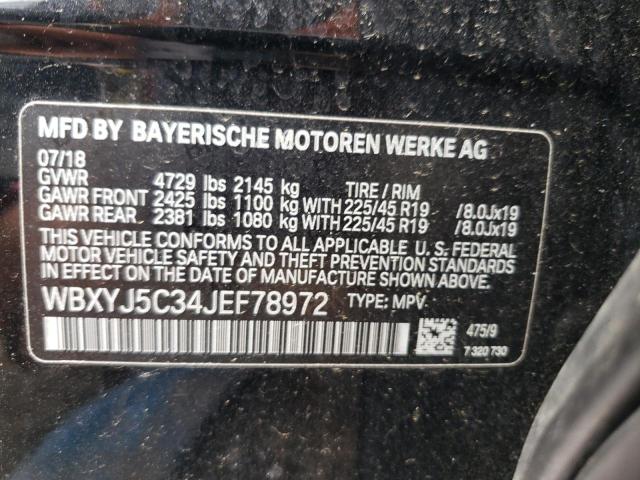 MFD BY BAYERISCHE MOTOREN WERKE AG
07/18
GVWR 4729 lbs 2145 kg TIRE / RIM
GAWR FRONT 2425 lbs 1100 kg WITH 225/45 R19 /8.0Jx19
GAWR REAR 2381 lbs 1080 kg WITH 225/45 R19 /8.0Jx19
THIS VEHICLE CONFORMS TO ALL APPLICABLE U. S. FEDERAL
MOTOR VEHICLE SAFETY AND THEFT PREVENTION STANDARDS
IN EFFECT ON THE DATE OF MANUFACTURE SHOWN ABOVE.
WBXYJ5C34JEF78972 TYPE: MPV
475/9
7 320 730